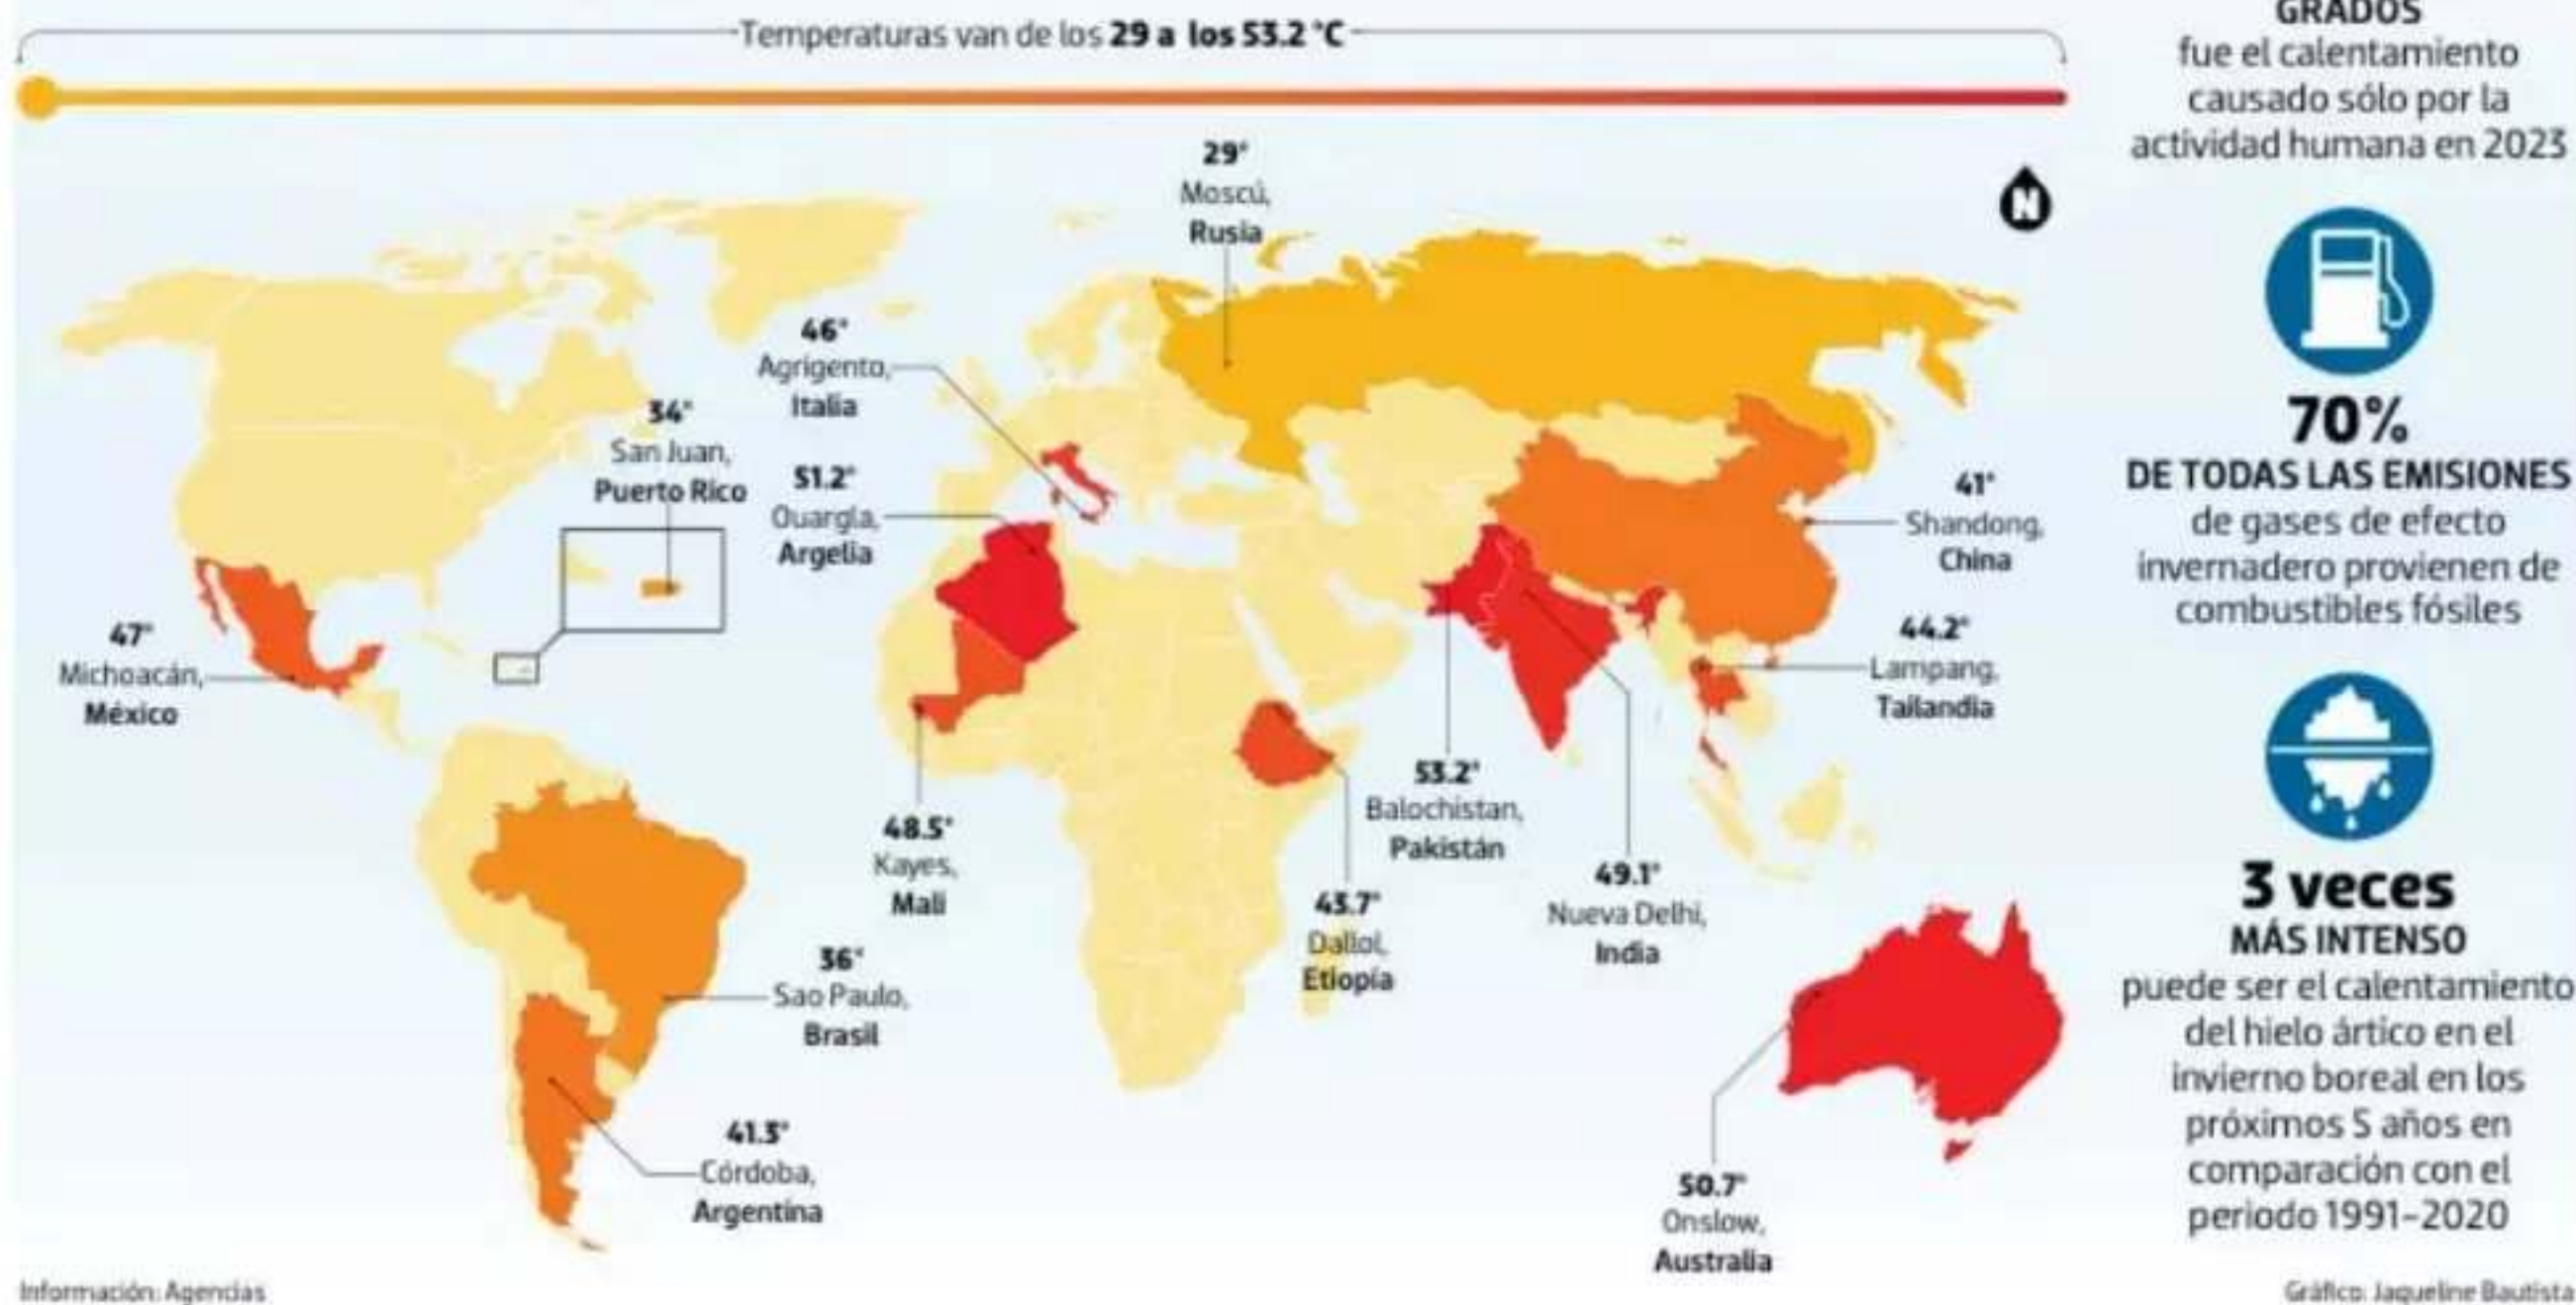 Temperaturas van de los 29 a los 53.2 °C
29°
Moscú,
Rusia
N
46°
Agrigento,
Italia
34°
San Juan,
Puerto Rico
51.2°
Ouargla,
Argelia
41°
Shandong,
China
47°
Michoacán,
México
44.2°
Lampang,
Tailandia
53.2°
Balochistan,
Pakistán
48.5°
Kayes,
Mali
49.1°
Nueva Delhi,
India
43.7°
Dallol,
Etiopía
36°
Sao Paulo,
Brasil
41.3°
Córdoba,
Argentina
50.7°
Onslow,
Australia
GRADOS
fue el calentamiento
causado sólo por la
actividad humana en 2023
70%
DE TODAS LAS EMISIONES
de gases de efecto
invernadero provienen de
combustibles fósiles
3 veces
MÁS INTENSO
puede ser el calentamiento
del hielo ártico en el
invierno boreal en los
próximos 5 años en
comparación con el
periodo 1991-2020
Información: Agencias
Gráfico: Jaqueline Bautista